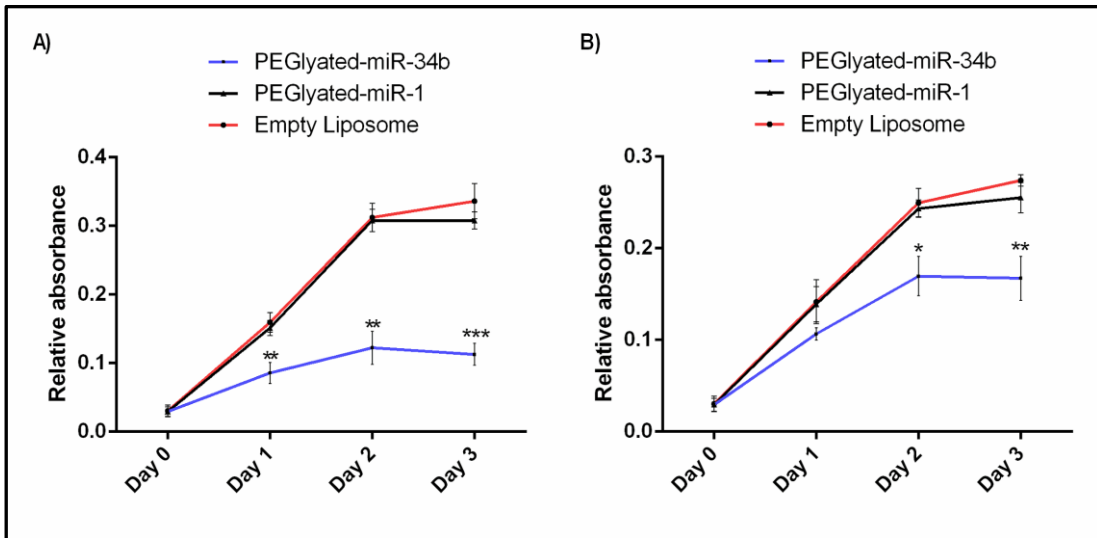 A)
PEGlyated-miR-34b
PEGlyated-miR-1
Empty Liposome
Relative absorbance
0.4
0.3
0.2
0.1
0.0
**
**
***
Day 0
Day 1
Day 2
Day 3
B)
PEGlyated-miR-34b
PEGlyated-miR-1
Empty Liposome
Relative absorbance
0.3
0.2
0.1
0.0
*
**
Day 0
Day 1
Day 2
Day 3